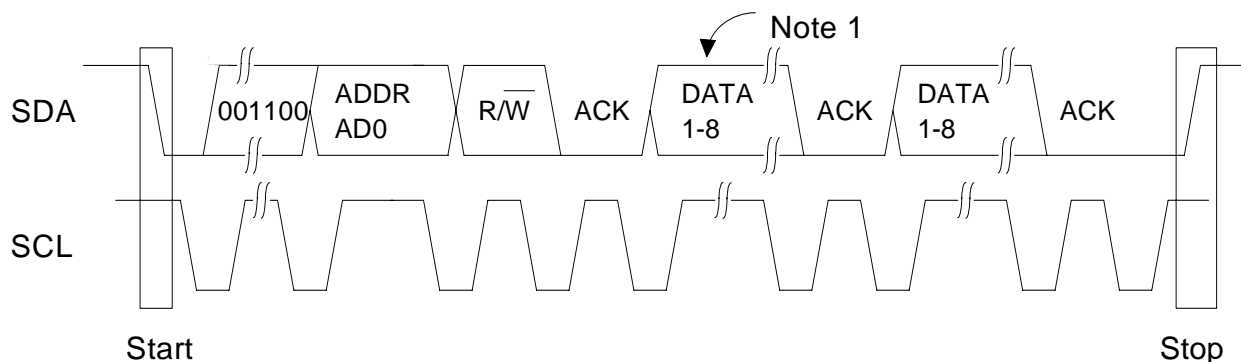 Note 1
SDA
001100
ADDR
AD0
R/W
ACK
DATA
1-8
ACK
DATA
1-8
ACK
SCL
Start
Stop